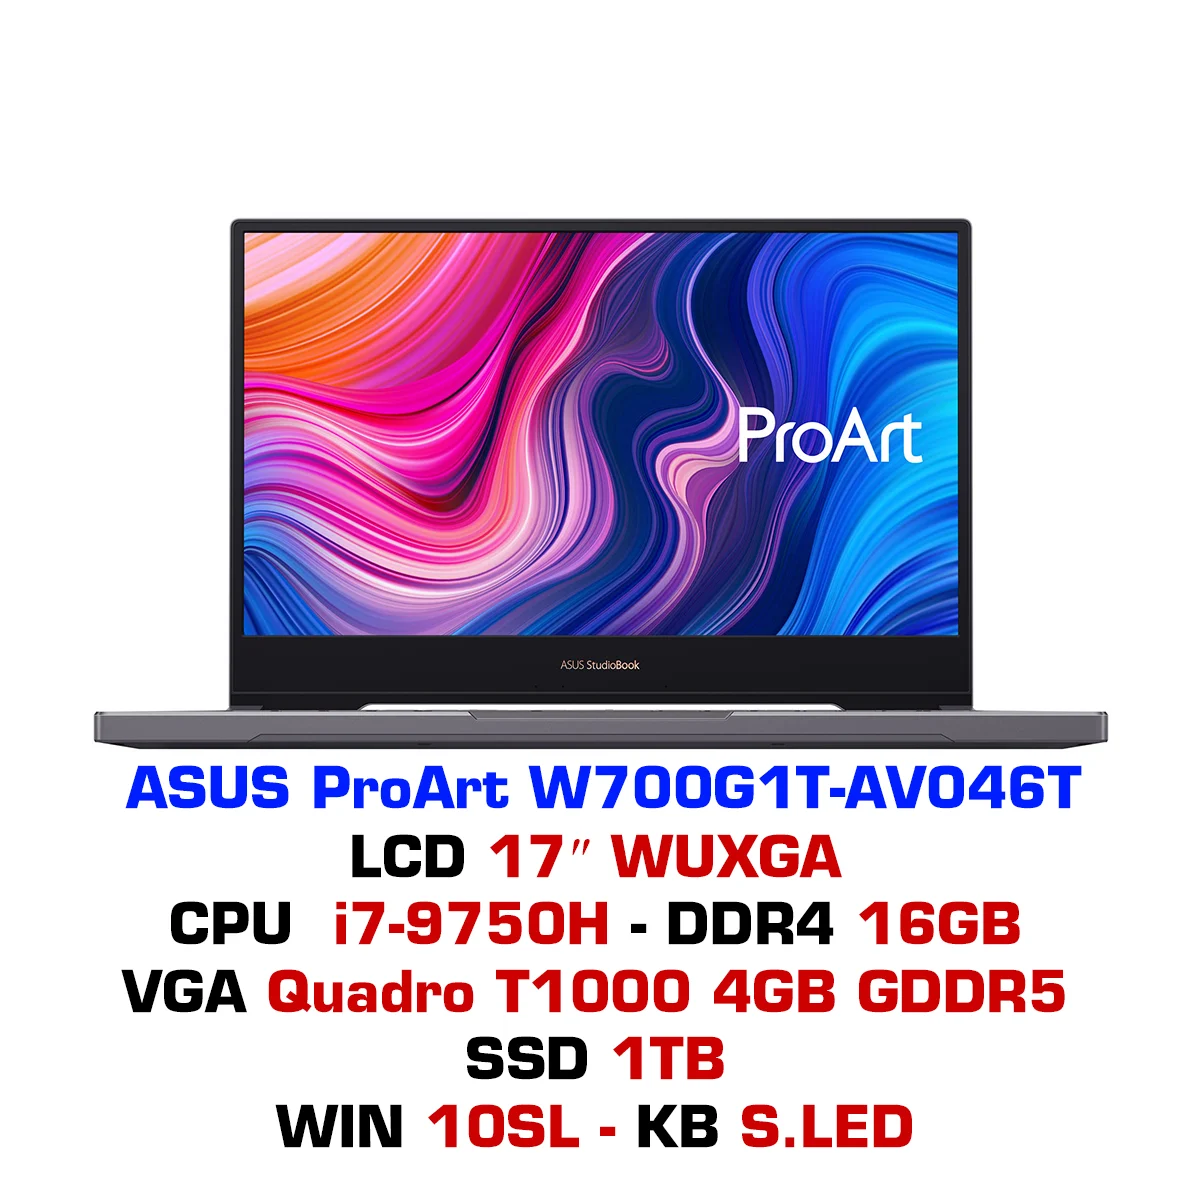 ProArt
ASUS StudioBook
ASUS ProArt W700G1T-AV046T
LCD 17" WUXGA
CPU i7-9750H - DDR4 16GB
VGA Quadro T1000 4GB GDDR5
SSD 1TB
WIN 10SL - KB S.LED